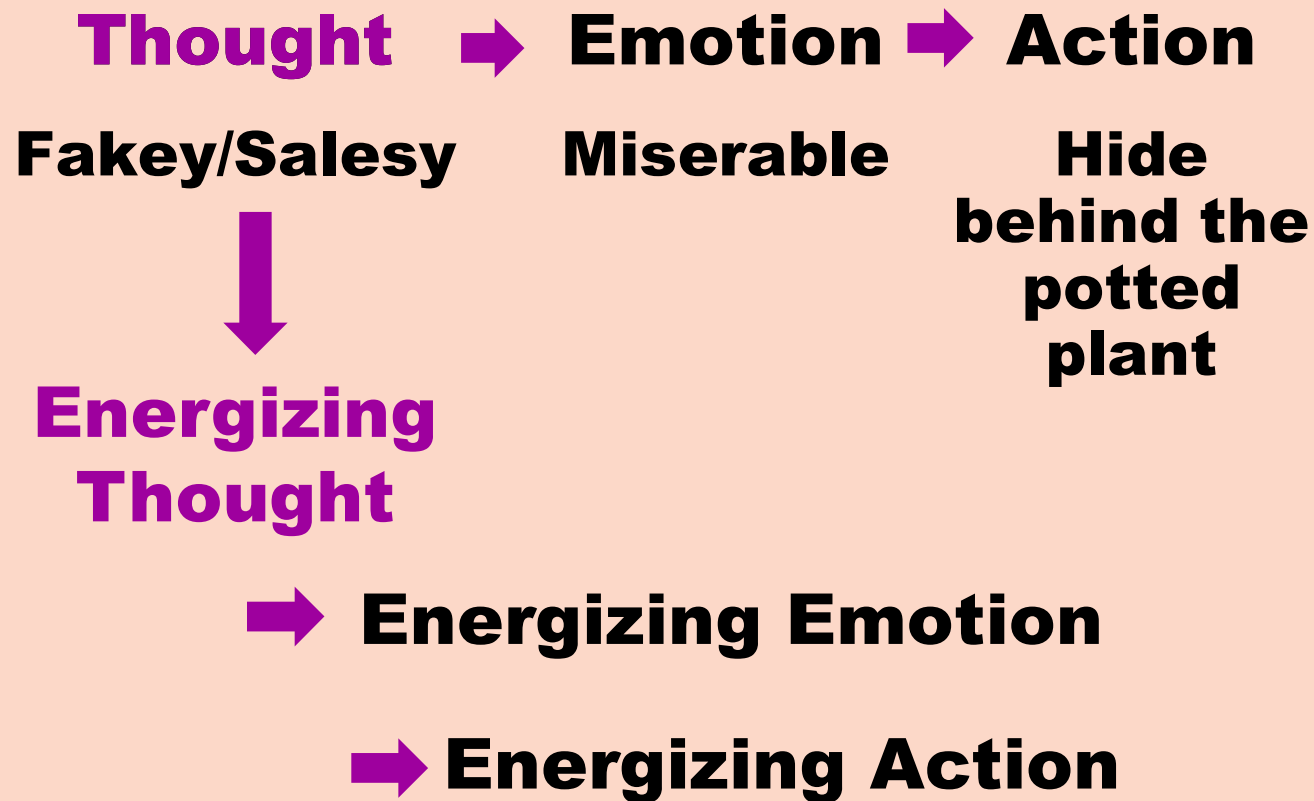 Thought Emotion Action
Fakey/Salesy Miserable Hide
behind the
potted
plant
Energizing
Thought
Energizing Emotion
Energizing Action